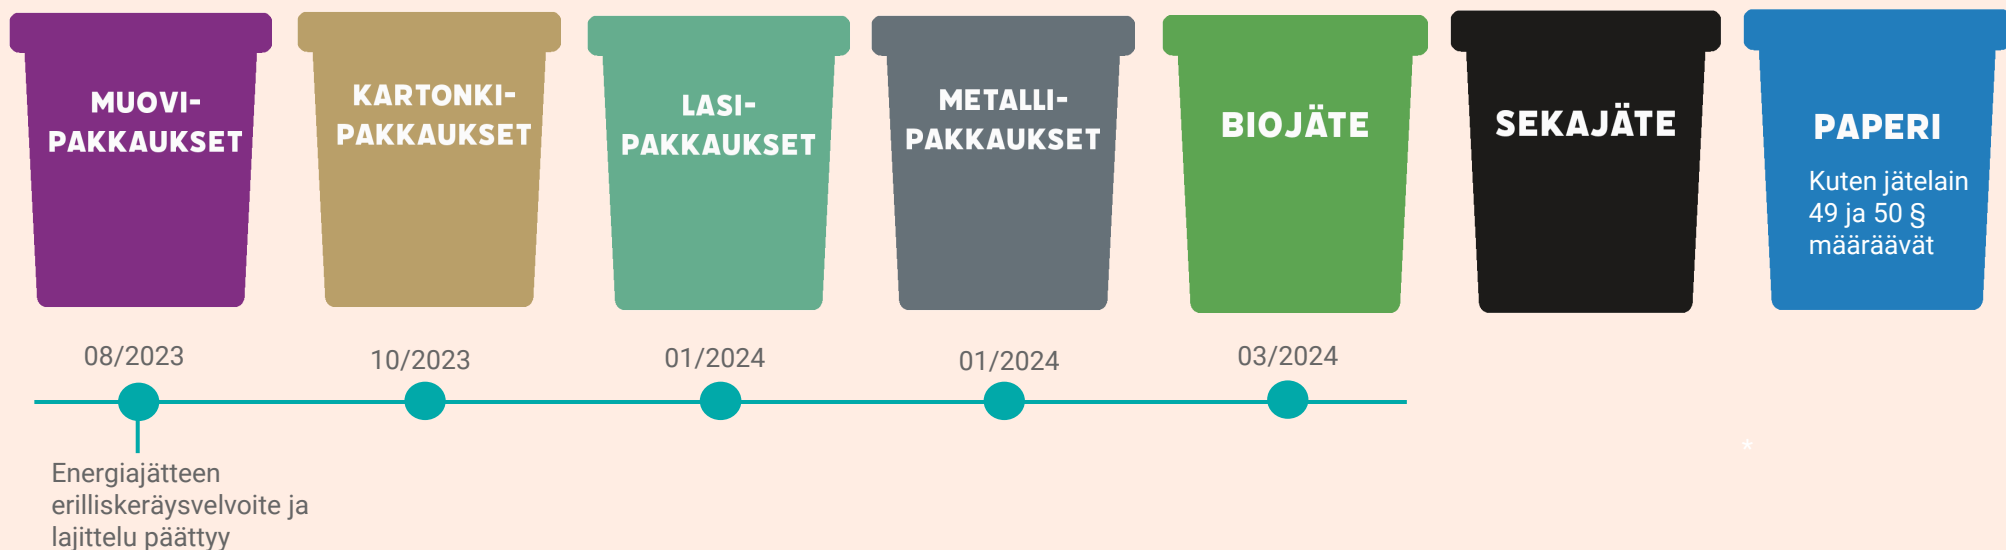 MUOVI-
PAKKAUKSET
KARTONKI-
PAKKAUKSET
LASI-
PAKKAUKSET
METALLI-
PAKKAUKSET
BIOJÄTE
SEKAJÄTE
PAPERI
Kuten jätelain
49 ja 50 §
määräävät
08/2023
10/2023
01/2024
01/2024
03/2024
*
Energiajätteen
erilliskeräysvelvoite ja
lajittelu päättyy